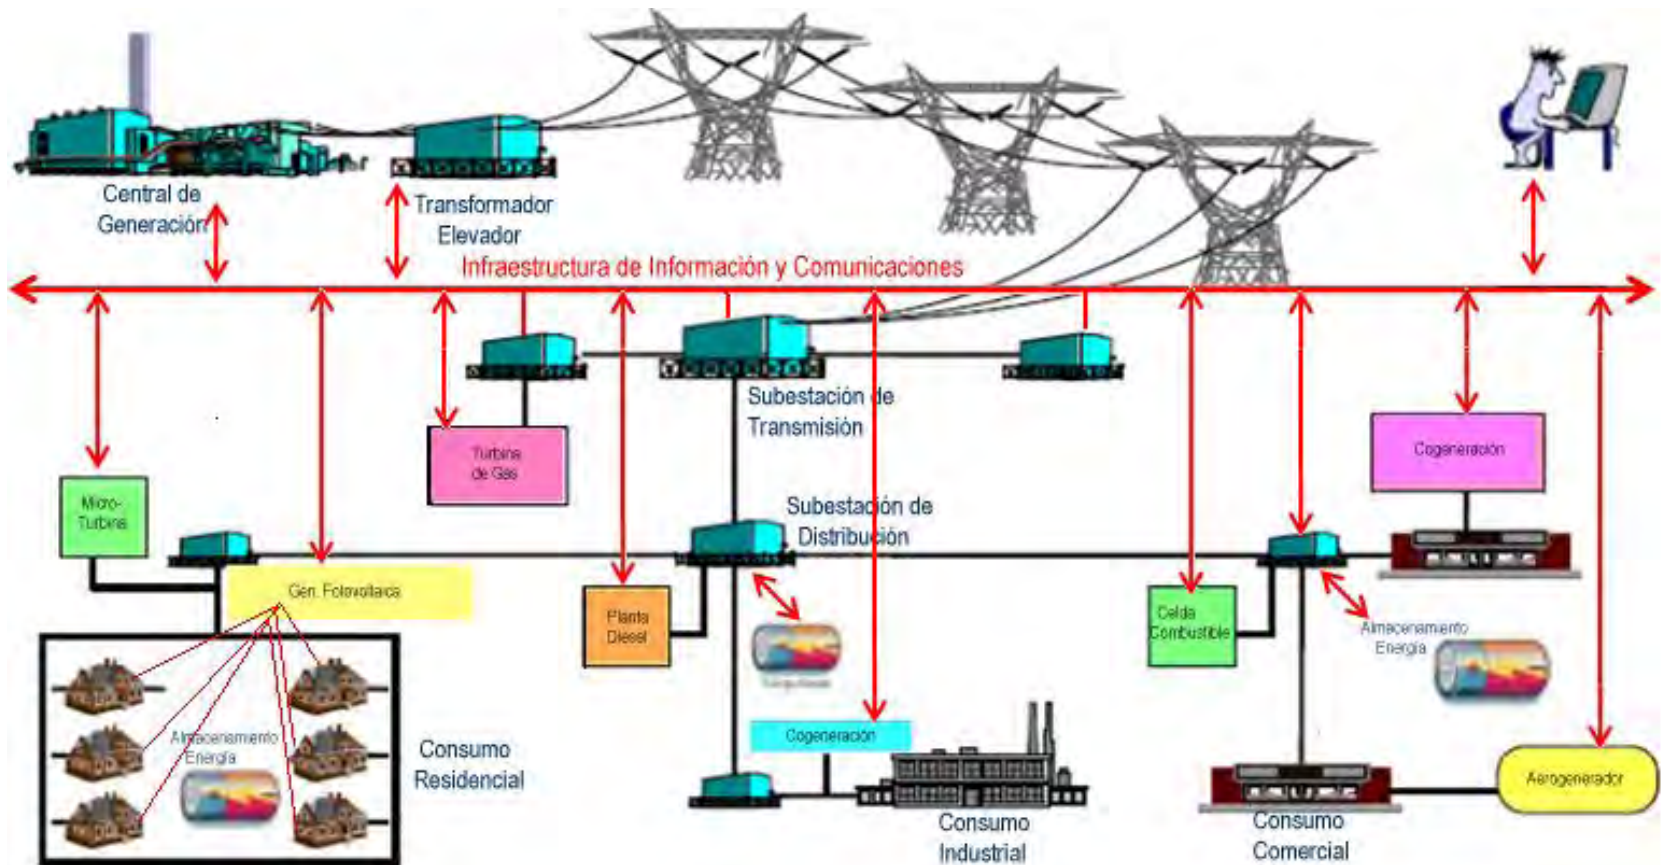 Central de
Generación
Transformador
Elevador
Infraestructura de Información y Comunicaciones
Subestación de
Transmisión
Turbina
de Gas
Cogeneración
Micro-
Turbina
Subestación de
Distribución
Gen. Fotovoltaica
Planta
Diesel
Celda
Combustible
Almacenamiento
Energía
Almacenamiento
Energía
Consumo
Residencial
Cogeneración
Aerogenerador
Consumo
Industrial
Consumo
Comercial